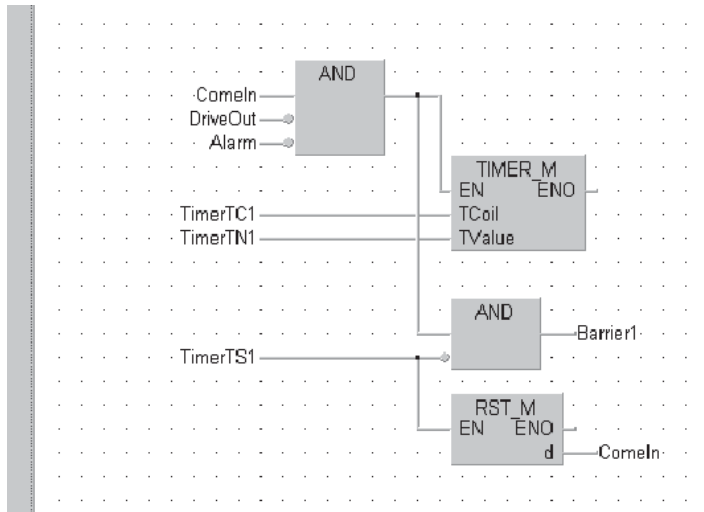 AND
ComeIn
DriveOut
Alarm
TIMER_M
EN ENO
TimerTC1 TCoil
TimerTN1 TValue
AND
Barrier1
TimerTS1
RST_M
EN ENO
d ComeIn